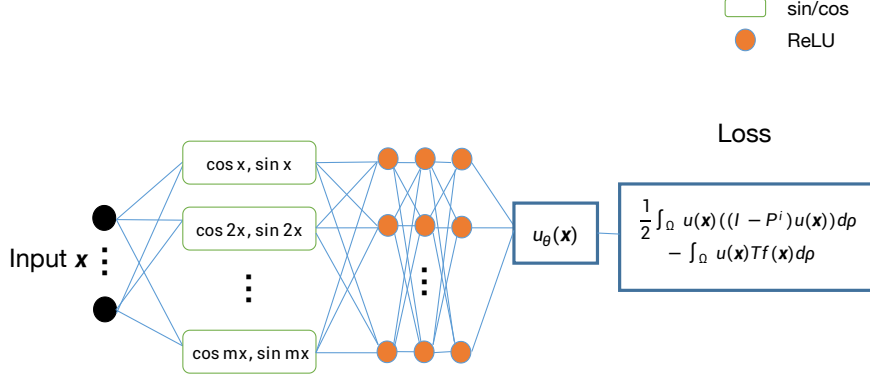 sin/cos
ReLU
Loss
cos x, sin x
cos 2x, sin 2x
cos mx, sin mx
Input x
u_θ(x)
1/2 ∫_Ω u(x)((I − P^i)u(x))dρ
− ∫_Ω u(x)Tf(x)dρ